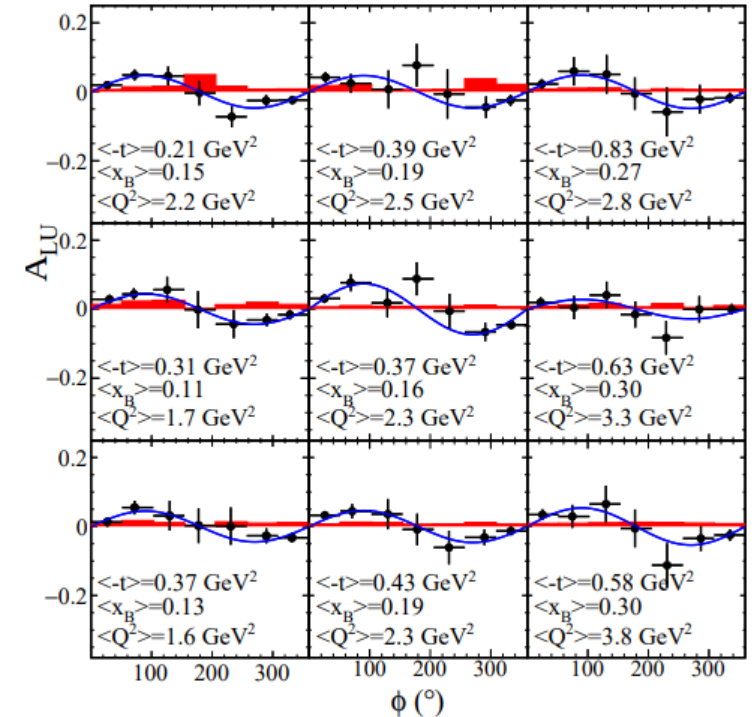 0.2
0
−0.2
<-t>=0.21 GeV²
<x_B>=0.15
<Q²>=2.2 GeV²
<-t>=0.39 GeV²
<x_B>=0.19
<Q²>=2.5 GeV²
<-t>=0.83 GeV²
<x_B>=0.27
<Q²>=2.8 GeV²
A_LU
0.2
0
−0.2
<-t>=0.31 GeV²
<x_B>=0.11
<Q²>=1.7 GeV²
<-t>=0.37 GeV²
<x_B>=0.16
<Q²>=2.3 GeV²
<-t>=0.63 GeV²
<x_B>=0.30
<Q²>=3.3 GeV²
0.2
0
−0.2
<-t>=0.37 GeV²
<x_B>=0.13
<Q²>=1.6 GeV²
<-t>=0.43 GeV²
<x_B>=0.19
<Q²>=2.3 GeV²
<-t>=0.58 GeV²
<x_B>=0.30
<Q²>=3.8 GeV²
100 200 300 100 200 300 100 200 300
ϕ (°)